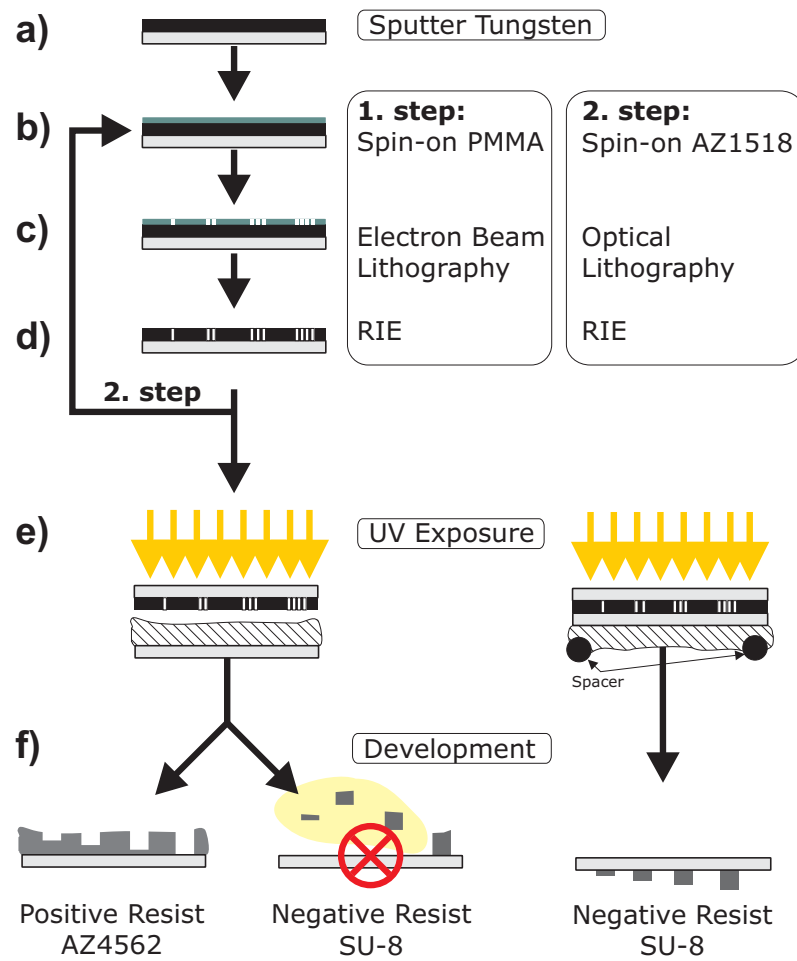 a)
Sputter Tungsten
b)
1. step:
Spin-on PMMA
2. step:
Spin-on AZ1518
c)
Electron Beam
Lithography
Optical
Lithography
d)
RIE
RIE
2. step
e)
UV Exposure
Spacer
f)
Development
Positive Resist
AZ4562
Negative Resist
SU-8
Negative Resist
SU-8